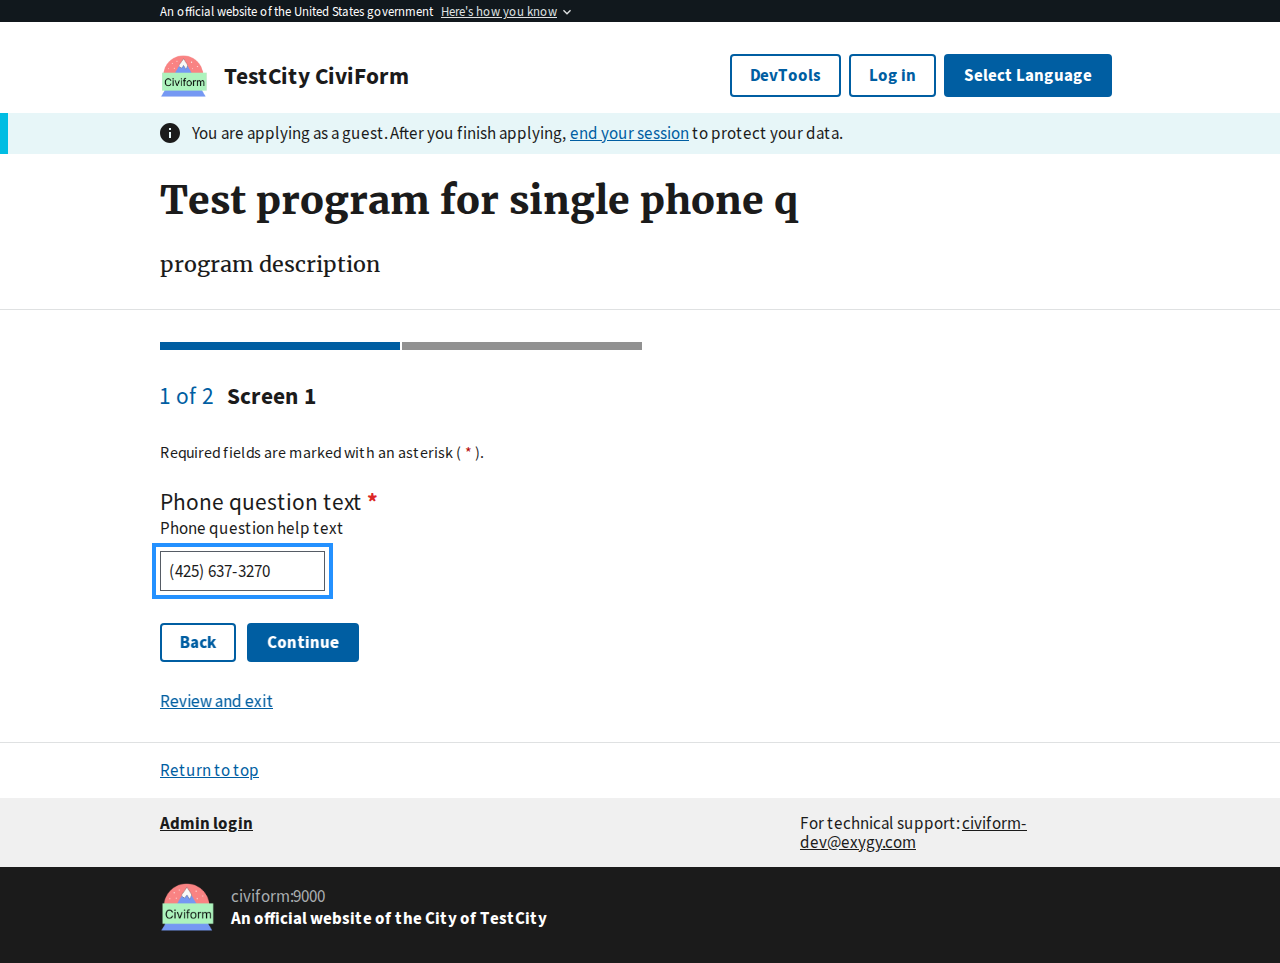 An official website of the United States government Here's how you know
Civiform
TestCity CiviForm
DevTools
Log in
Select Language
You are applying as a guest. After you finish applying, end your session to protect your data.
Test program for single phone q
program description
1 of 2 Screen 1
Required fields are marked with an asterisk ( * ).
Phone question text *
Phone question help text
(425) 637-3270
Back
Continue
Review and exit
Return to top
Admin login
For technical support: civiform-
dev@exygy.com
Civiform
civiform:9000
An official website of the City of TestCity